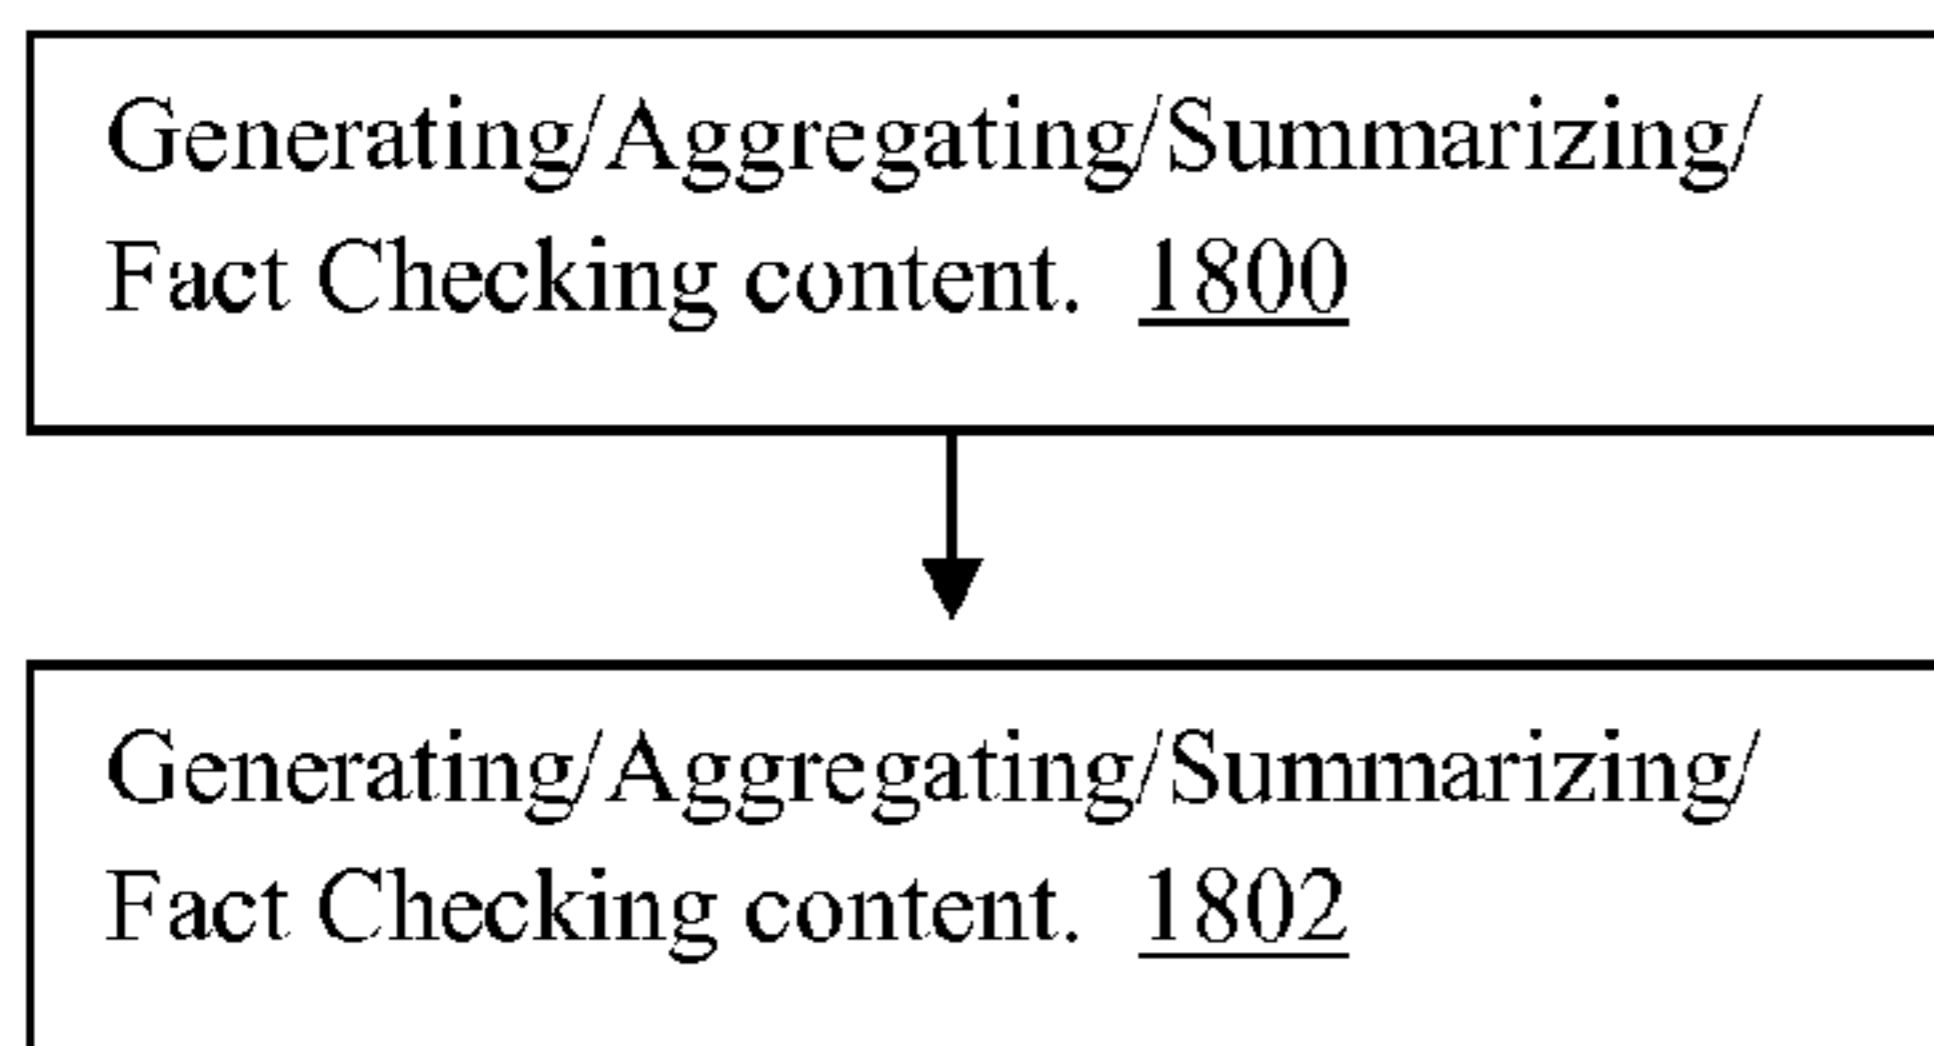 Generating/Aggregating/Summarizing/
Fact Checking content. 1800
Generating/Aggregating/Summarizing/
Fact Checking content. 1802